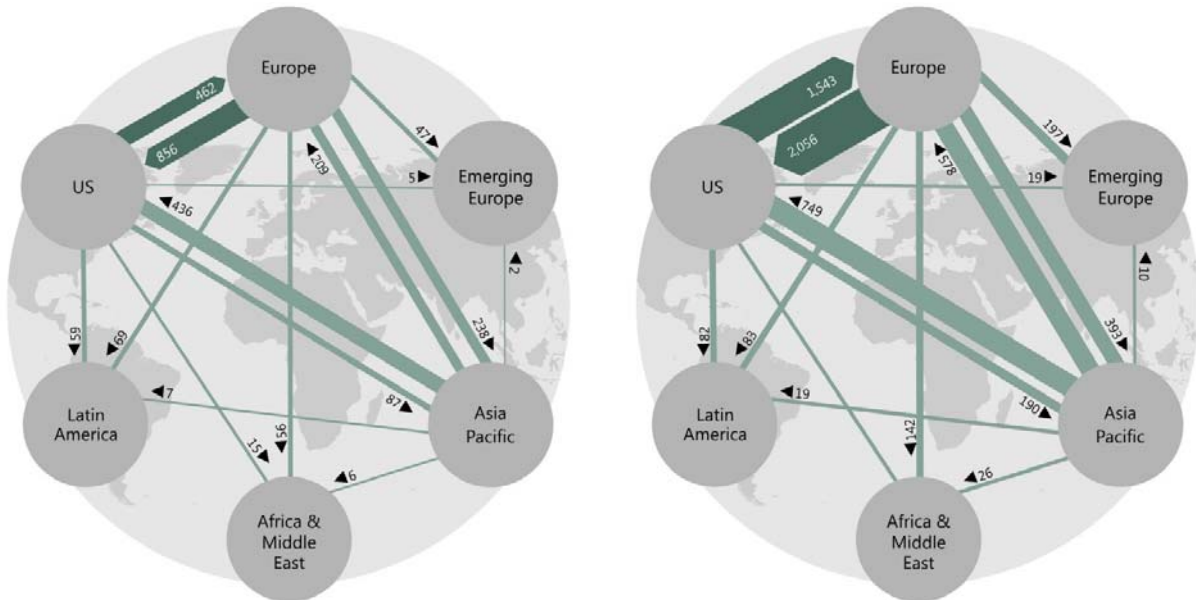 Europe
462
856
47
209
US
5
Emerging
Europe
436
2
65
69
238
7
87
Latin
America
Asia
Pacific
15
56
6
Africa &
Middle
East
Europe
1,543
2,056
197
578
US
19
Emerging
Europe
749
10
83
393
19
190
Latin
America
Asia
Pacific
142
26
Africa &
Middle
East